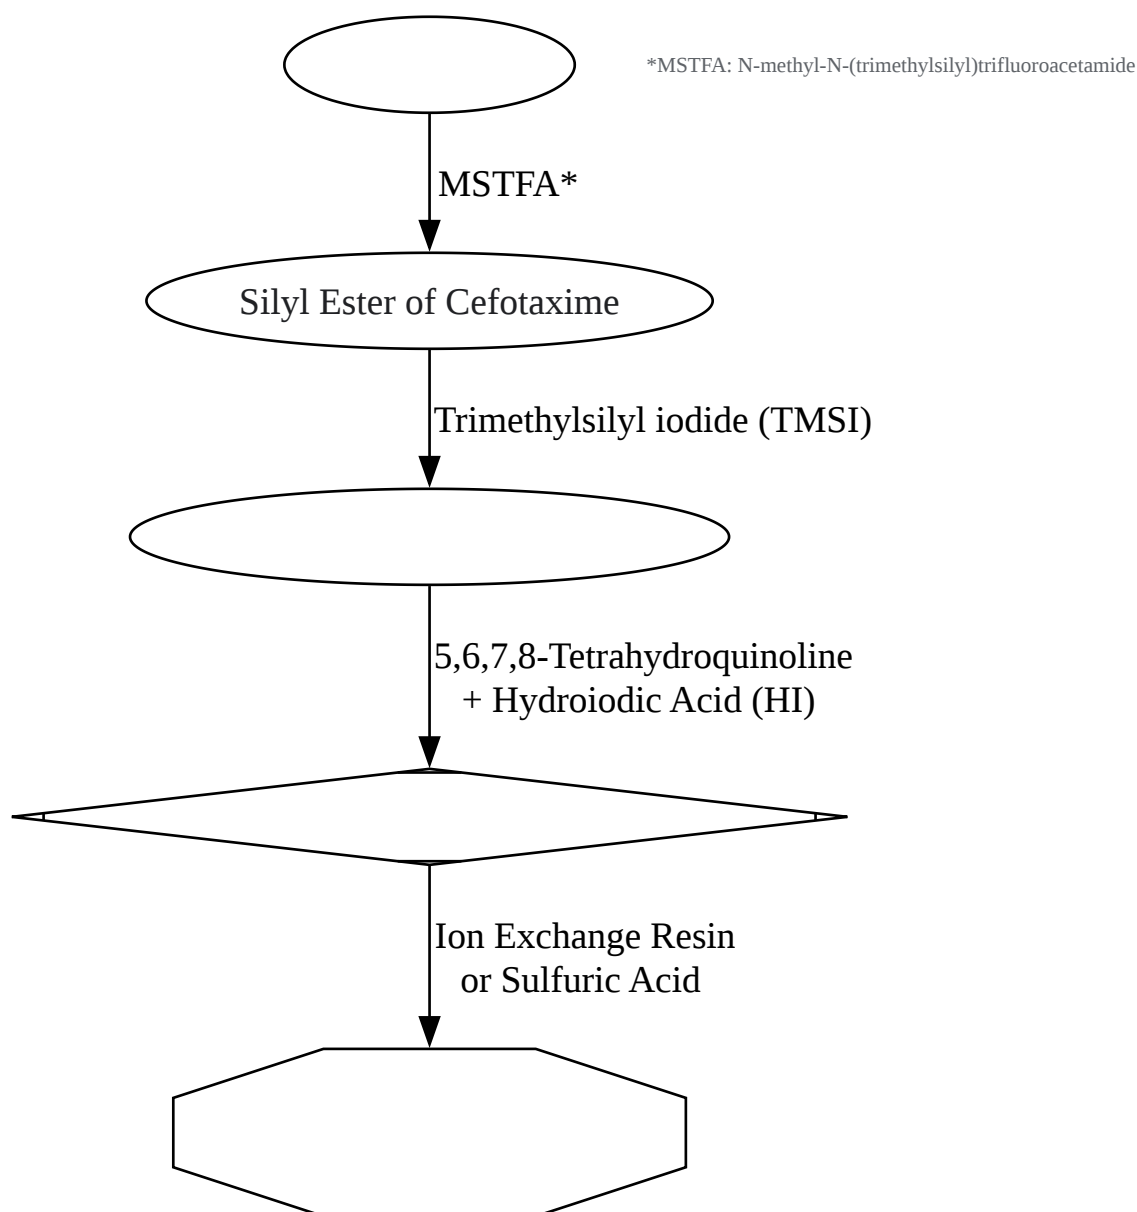 *MSTFA: N-methyl-N-(trimethylsilyl)trifluoroacetamide
MSTFA*
Silyl Ester of Cefotaxime
Trimethylsilyl iodide (TMSI)
5,6,7,8-Tetrahydroquinoline
+ Hydroiodic Acid (HI)
Ion Exchange Resin
or Sulfuric Acid